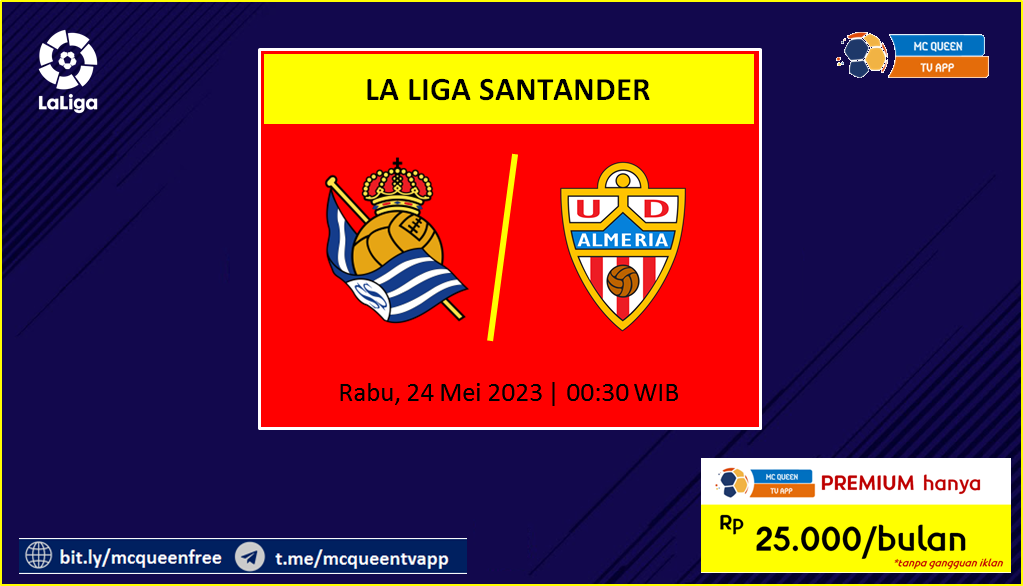 LaLiga
MC QUEEN
TV APP
LA LIGA SANTANDER
U D
ALMERIA
Rabu, 24 Mei 2023 | 00:30 WIB
MC QUEEN
TV APP
PREMIUM hanya
Rp 25.000/bulan
*tanpa gangguan iklan
bit.ly/mcqueenfree
t.me/mcqueentvapp